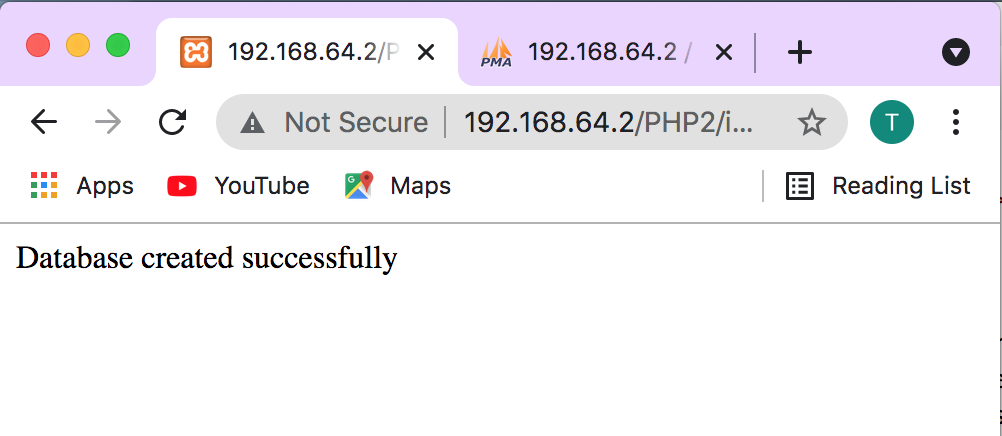 192.168.64.2/P
PMA 192.168.64.2 /
Not Secure 192.168.64.2/PHP2/i...
T
Apps YouTube Maps Reading List
Database created successfully